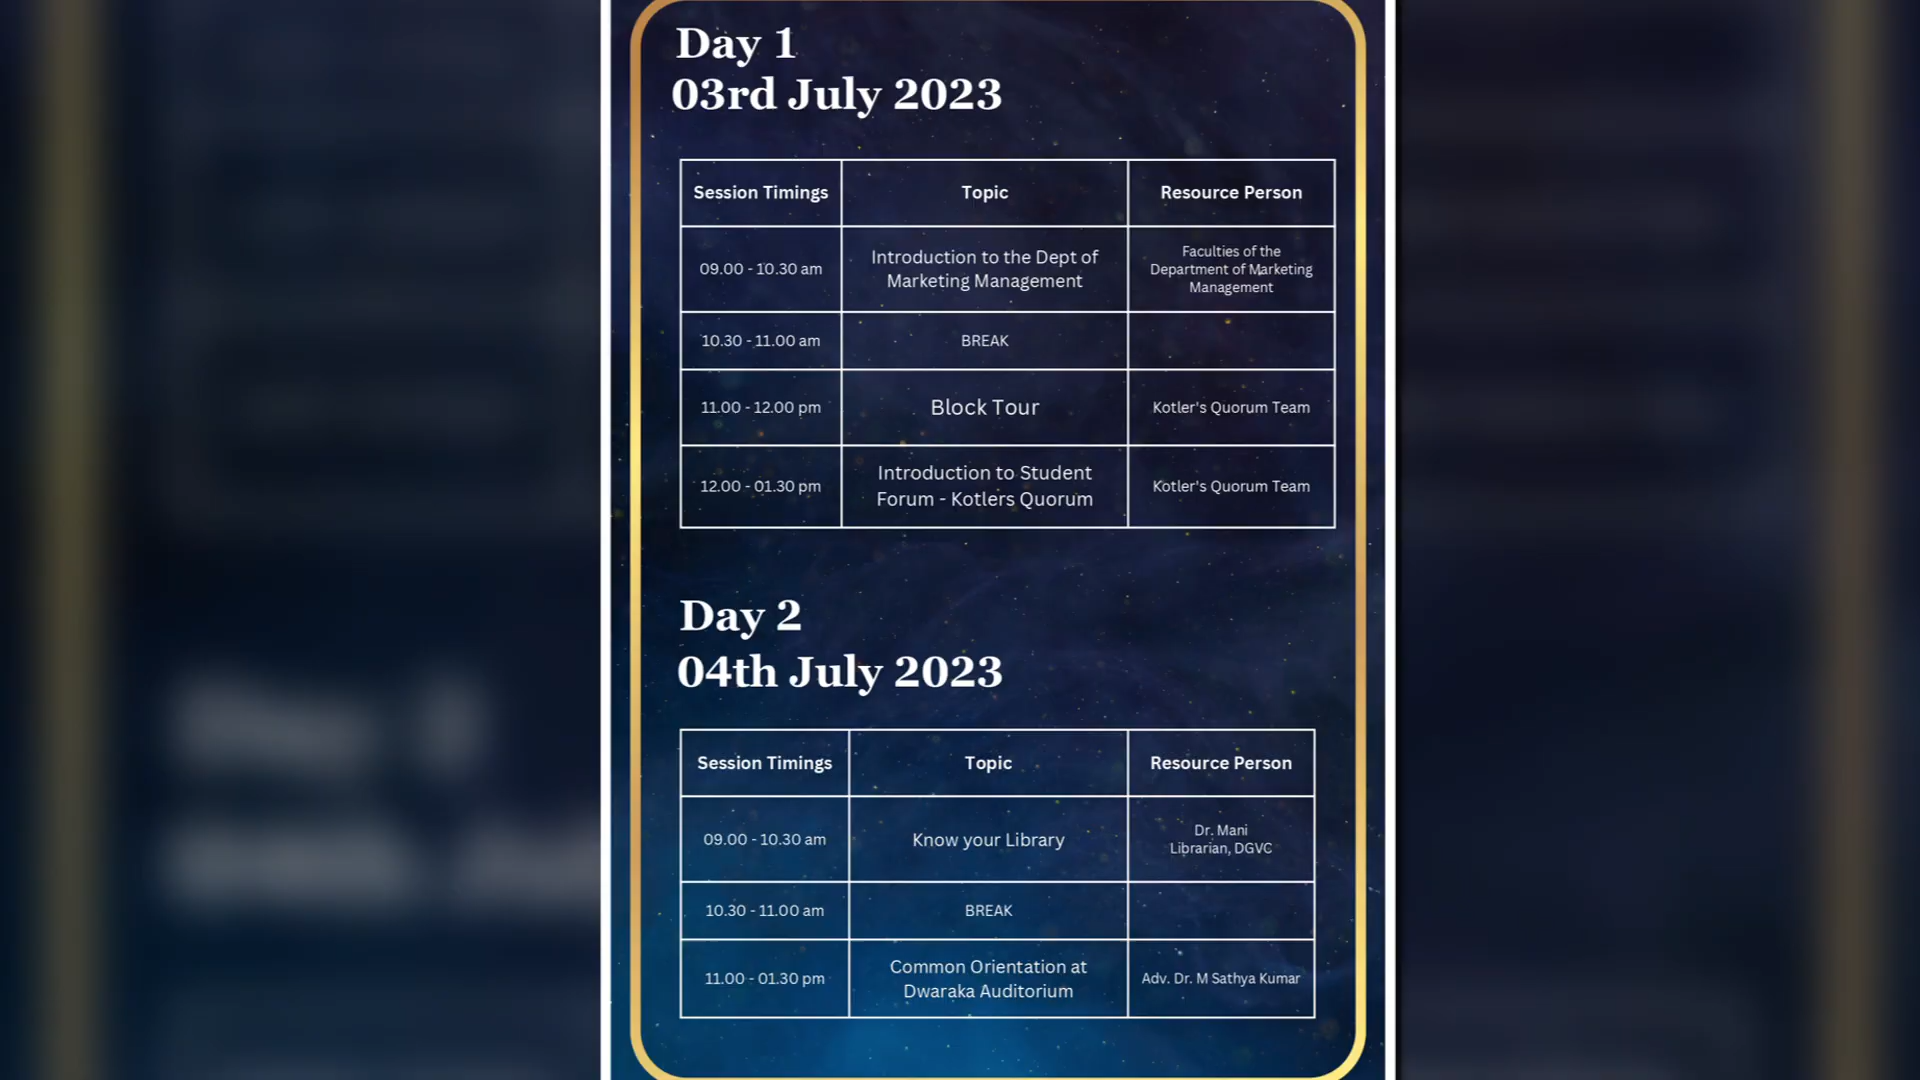 Day 1
03rd July 2023
Session Timings
Topic
Resource Person
09.00 - 10.30 am
Introduction to the Dept of
Marketing Management
Faculties of the
Department of Marketing
Management
10.30 - 11.00 am
BREAK
11.00 - 12.00 pm
Block Tour
Kotler's Quorum Team
12.00 - 01.30 pm
Introduction to Student
Forum - Kotlers Quorum
Kotler's Quorum Team
Day 2
04th July 2023
Session Timings
Topic
Resource Person
09.00 - 10.30 am
Know your Library
Dr. Mani
Librarian, DGVC
10.30 - 11.00 am
BREAK
11.00 - 01.30 pm
Common Orientation at
Dwaraka Auditorium
Adv. Dr. M Sathya Kumar